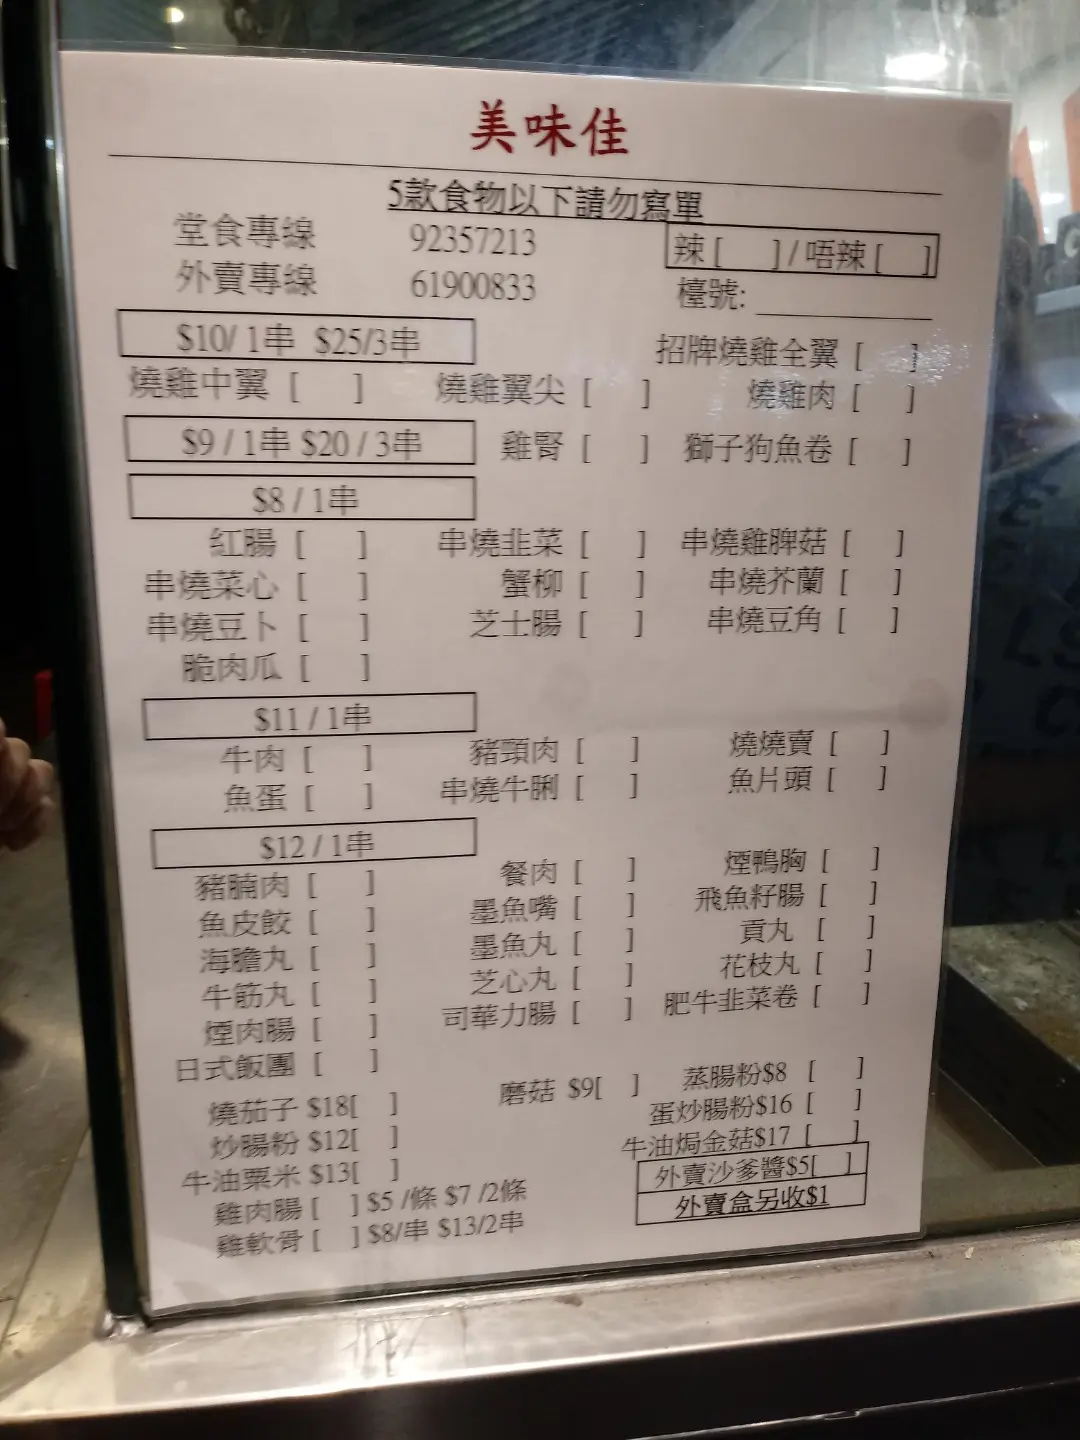 美味佳
5款食物以下請勿寫單
堂食專線 92357213 辣 [ ] / 唔辣 [ ]
外賣專線 61900833 檯號: ________
$10/ 1串 $25/3串 招牌燒雞全翼 [ ]
燒雞中翼 [ ] 燒雞翼尖 [ ] 燒雞肉 [ ]
$9 / 1串 $20 / 3串 雞腎 [ ] 獅子狗魚卷 [ ]
$8 / 1串
红腸 [ ] 串燒韭菜 [ ] 串燒雞脾菇 [ ]
串燒菜心 [ ] 蟹柳 [ ] 串燒芥蘭 [ ]
串燒豆卜 [ ] 芝士腸 [ ] 串燒豆角 [ ]
脆肉瓜 [ ]
$11 / 1串
牛肉 [ ] 豬頸肉 [ ] 燒燒賣 [ ]
魚蛋 [ ] 串燒牛脷 [ ] 魚片頭 [ ]
$12 / 1串
豬腩肉 [ ] 餐肉 [ ] 煙鴨胸 [ ]
魚皮餃 [ ] 墨魚嘴 [ ] 飛魚籽腸 [ ]
海膽丸 [ ] 墨魚丸 [ ] 貢丸 [ ]
牛筋丸 [ ] 芝心丸 [ ] 花枝丸 [ ]
煙肉腸 [ ] 司華力腸 [ ] 肥牛韭菜卷 [ ]
日式飯團 [ ]
燒茄子 $18[ ] 磨菇 $9[ ] 蒸腸粉$8 [ ]
炒腸粉 $12[ ] 蛋炒腸粉$16 [ ]
牛油粟米 $13[ ] 牛油焗金菇$17 [ ]
雞肉腸 [ ] $5 /條 $7 /2條 外賣沙爹醬$5[ ]
雞軟骨 [ ] $8/串 $13/2串 外賣盒另收$1